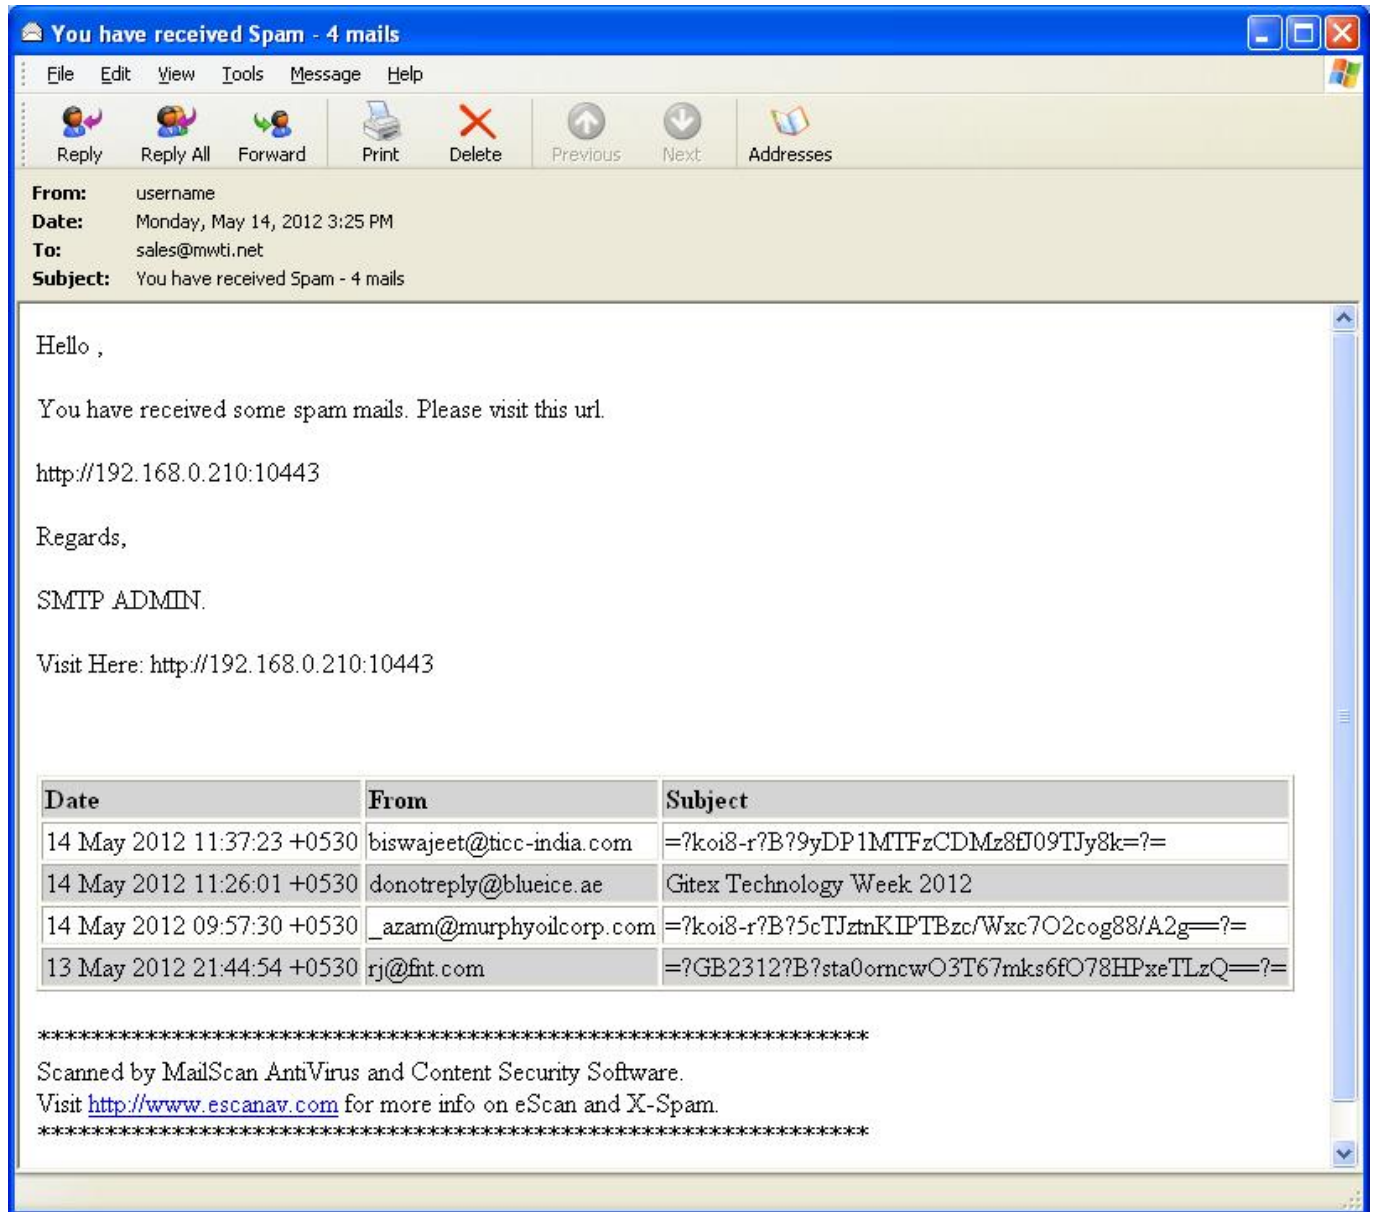 You have received Spam - 4 mails
File Edit View Tools Message Help
Reply Reply All Forward Print Delete Previous Next Addresses
From: username
Date: Monday, May 14, 2012 3:25 PM
To: sales@mwti.net
Subject: You have received Spam - 4 mails
Hello ,
You have received some spam mails. Please visit this url.
http://192.168.0.210:10443
Regards,
SMTP ADMIN.
Visit Here: http://192.168.0.210:10443
Date From Subject
14 May 2012 11:37:23 +0530 biswajeet@ticc-india.com =?koi8-r?B?9yDP1MTFzCDMz8fJ09TJy8k=?=
14 May 2012 11:26:01 +0530 donotreply@blueice.ae Gitex Technology Week 2012
14 May 2012 09:57:30 +0530 _azam@murphyoilcorp.com =?koi8-r?B?5cTJztnKIPTBzc/Wxc7O2cog88/A2g==?=
13 May 2012 21:44:54 +0530 rj@fnt.com =?GB2312?B?sta0orncwO3T67mks6fO78HPxeTLzQ==?=
**************************************************************
Scanned by MailScan AntiVirus and Content Security Software.
Visit http://www.escanav.com for more info on eScan and X-Spam.
**************************************************************